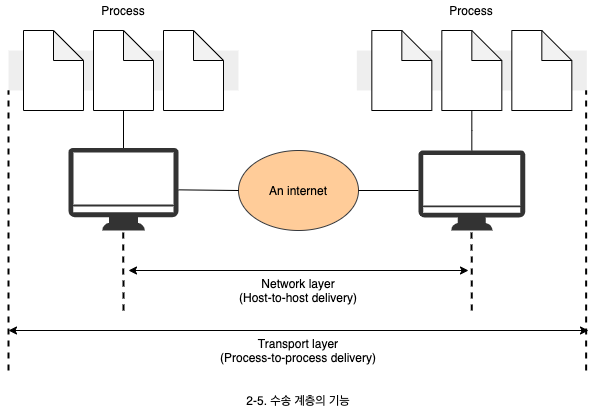 Process
Process
An internet
Network layer
(Host-to-host delivery)
Transport layer
(Process-to-process delivery)
2-5. 수송 계층의 기능